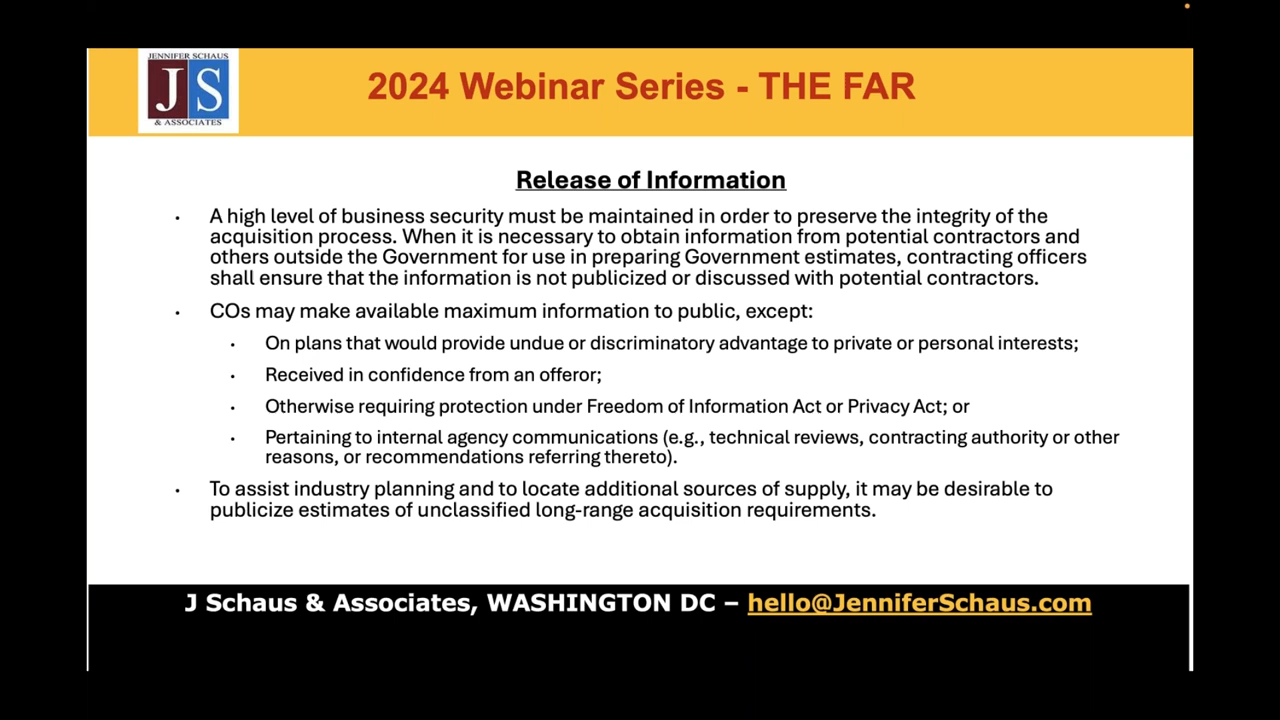 JENNIFER SCHAUS
JS
& ASSOCIATES
2024 Webinar Series - THE FAR
Release of Information
• A high level of business security must be maintained in order to preserve the integrity of the
acquisition process. When it is necessary to obtain information from potential contractors and
others outside the Government for use in preparing Government estimates, contracting officers
shall ensure that the information is not publicized or discussed with potential contractors.
• COs may make available maximum information to public, except:
• On plans that would provide undue or discriminatory advantage to private or personal interests;
• Received in confidence from an offeror;
• Otherwise requiring protection under Freedom of Information Act or Privacy Act; or
• Pertaining to internal agency communications (e.g., technical reviews, contracting authority or other
reasons, or recommendations referring thereto).
• To assist industry planning and to locate additional sources of supply, it may be desirable to
publicize estimates of unclassified long-range acquisition requirements.
J Schaus & Associates, WASHINGTON DC – hello@JenniferSchaus.com